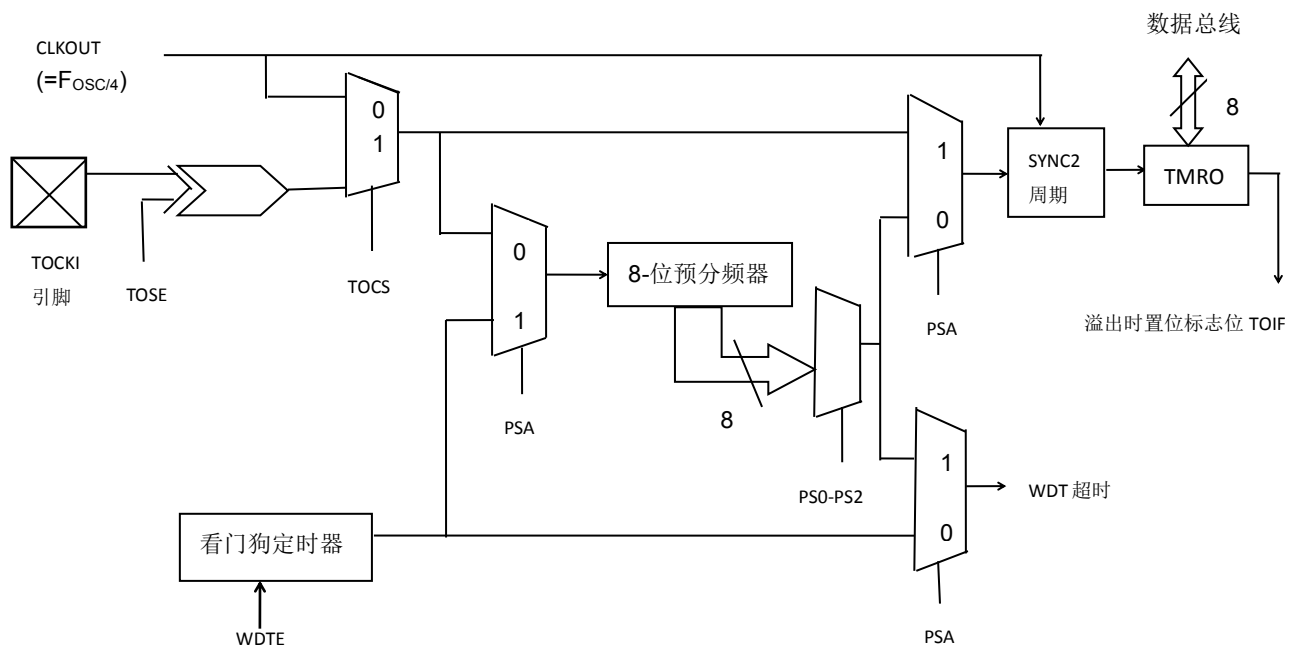 数据总线
CLKOUT
(=FOSC/4)
8
0
1
1
0
SYNC2
周期
TMRO
TOCKI
引脚
TOSE
TOCS
0
1
8-位预分频器
PSA
溢出时置位标志位 TOIF
8
PSA
PS0-PS2
1
0
WDT 超时
看门狗定时器
WDTE
PSA